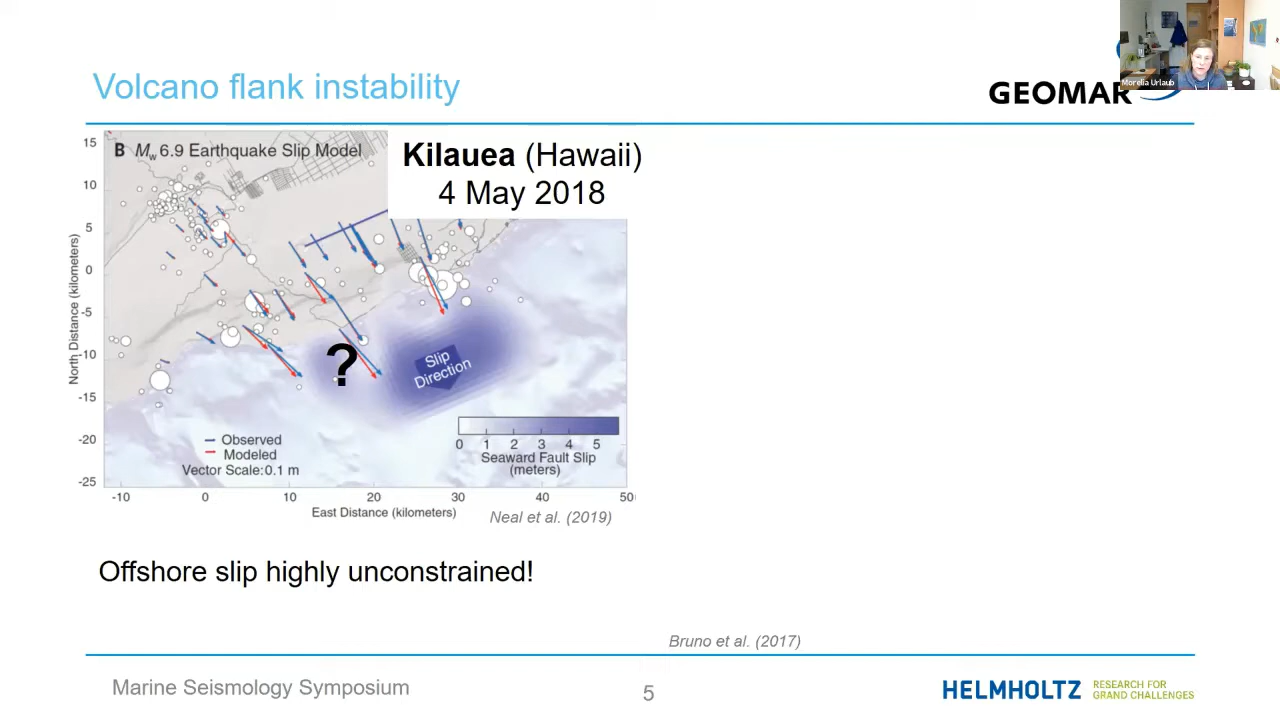 Volcano flank instability
GEOMAR
Morelia Urlaub
B Mw 6.9 Earthquake Slip Model
Kilauea (Hawaii)
4 May 2018
North Distance (kilometers)
15
10
5
0
-5
-10
-15
-20
-25
?
Slip
Direction
Observed
Modeled
Vector Scale: 0.1 m
0 1 2 3 4 5
Seaward Fault Slip
(meters)
-10 0 10 20 30 40 50
East Distance (kilometers)
Neal et al. (2019)
Offshore slip highly unconstrained!
Bruno et al. (2017)
Marine Seismology Symposium
5
HELMHOLTZ
RESEARCH FOR
GRAND CHALLENGES